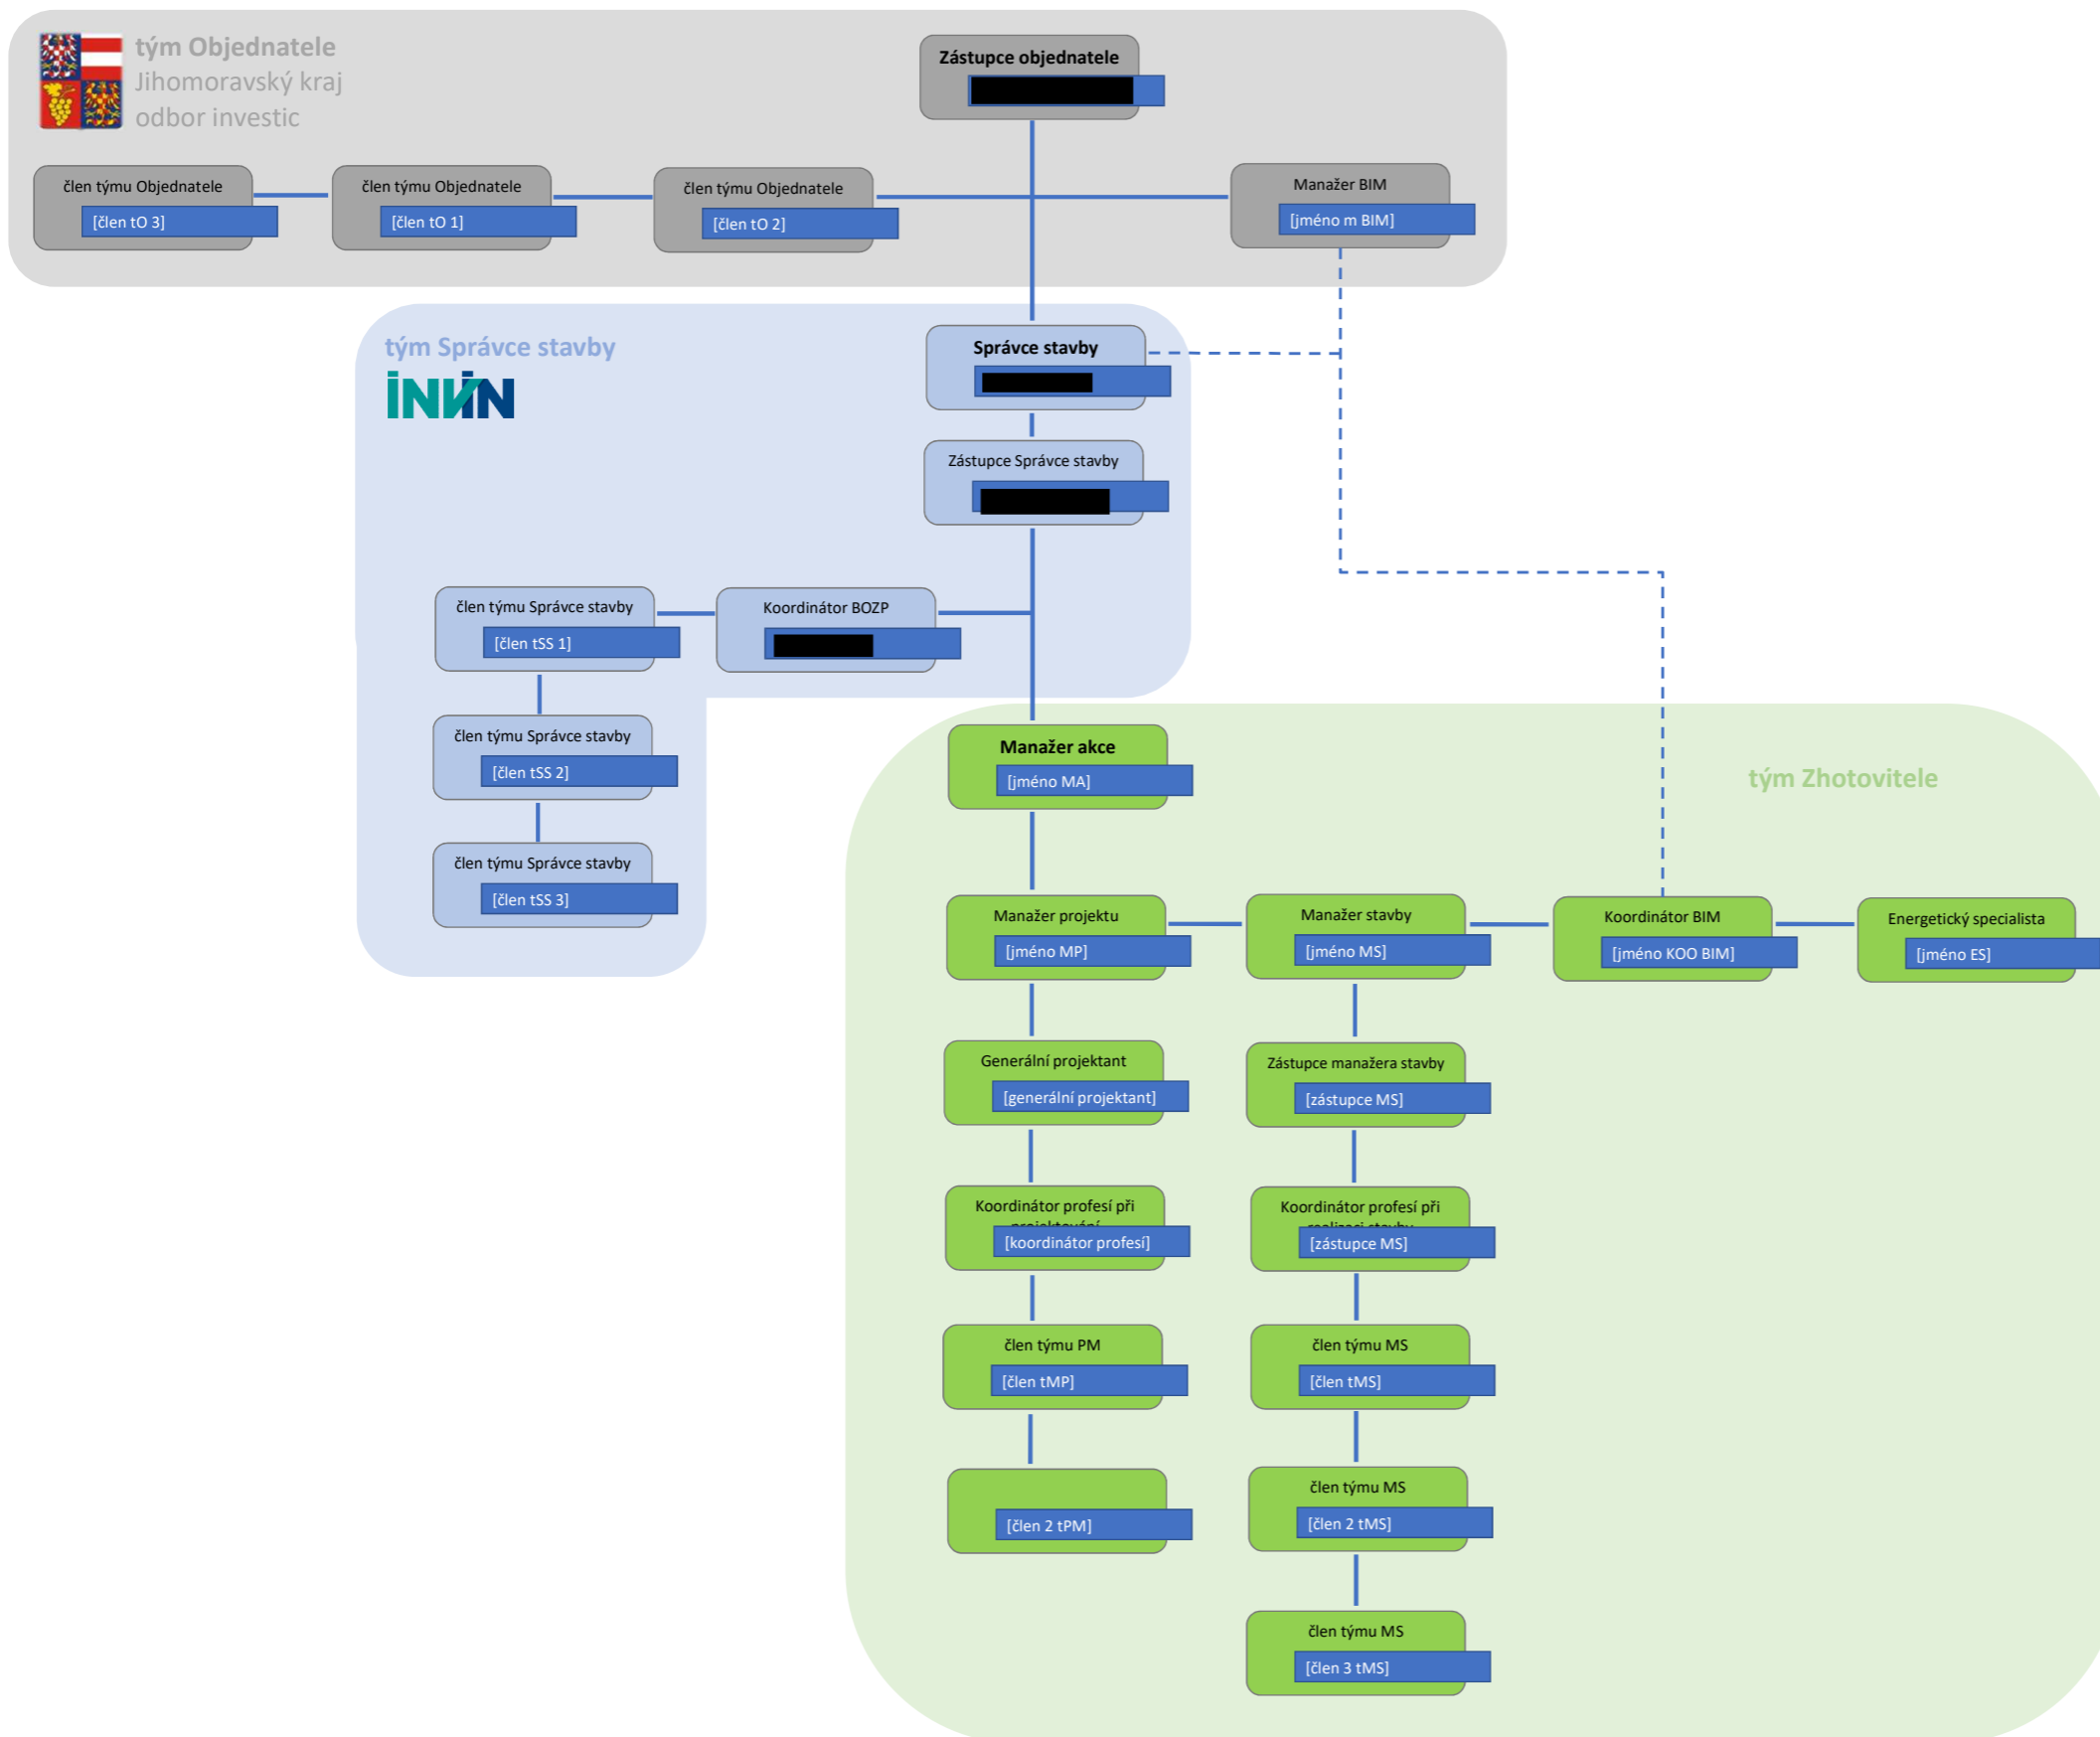 tým Objednatele
Jihomoravský kraj
odbor investic
Zástupce objednatele
člen týmu Objednatele
[člen tO 3]
člen týmu Objednatele
[člen tO 1]
člen týmu Objednatele
[člen tO 2]
Manažer BIM
[jméno m BIM]
tým Správce stavby
INVIN
Správce stavby
Zástupce Správce stavby
člen týmu Správce stavby
[člen tSS 1]
Koordinátor BOZP
člen týmu Správce stavby
[člen tSS 2]
člen týmu Správce stavby
[člen tSS 3]
tým Zhotovitele
Manažer akce
[jméno MA]
Manažer projektu
[jméno MP]
Manažer stavby
[jméno MS]
Koordinátor BIM
[jméno KOO BIM]
Energetický specialista
[jméno ES]
Generální projektant
[generální projektant]
Zástupce manažera stavby
[zástupce MS]
Koordinátor profesí při
projektování
[koordinátor profesí]
Koordinátor profesí při
realizaci stavby
[zástupce MS]
člen týmu PM
[člen tMP]
člen týmu MS
[člen tMS]
[člen 2 tPM]
člen týmu MS
[člen 2 tMS]
člen týmu MS
[člen 3 tMS]